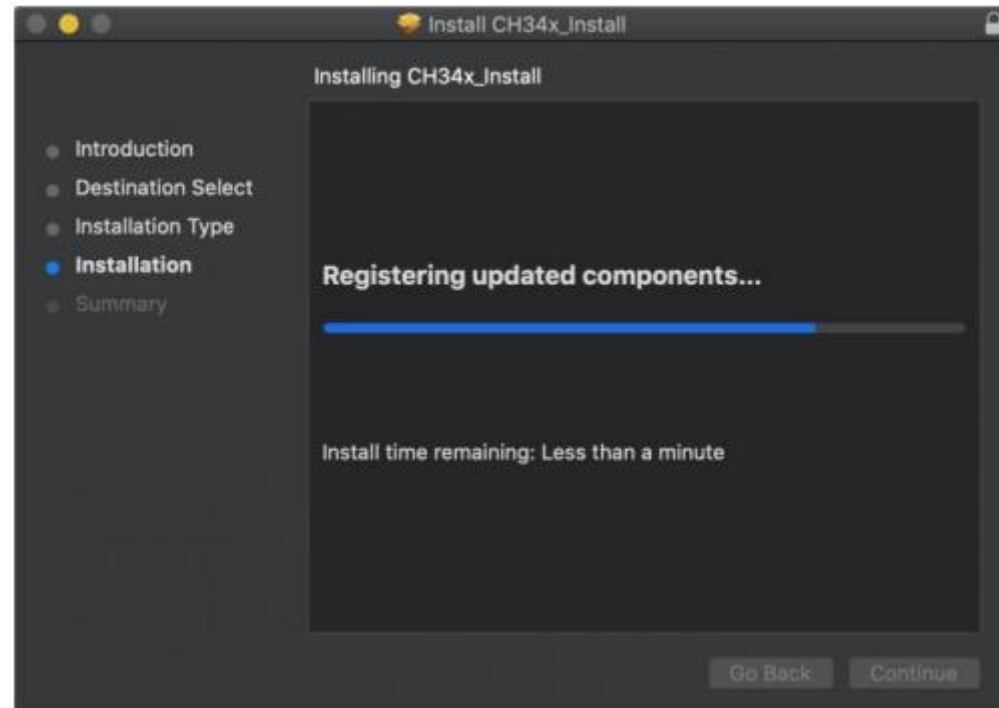 Install CH34x_Install
Installing CH34x_Install
Introduction
Destination Select
Installation Type
Installation
Summary
Registering updated components...
Install time remaining: Less than a minute
Go Back
Continue